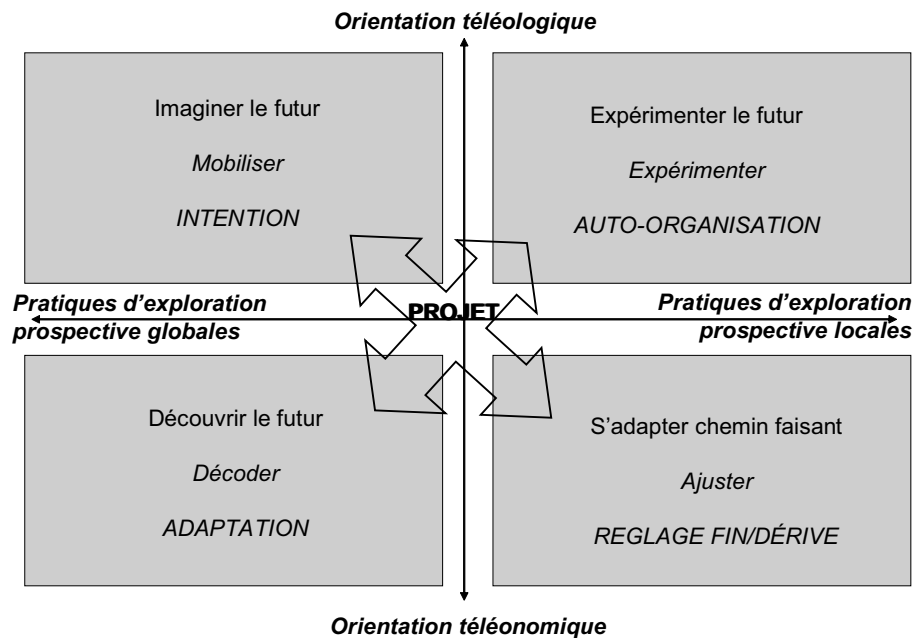 Orientation téléologique
Imaginer le futur
Mobiliser
INTENTION
Expérimenter le futur
Expérimenter
AUTO-ORGANISATION
Pratiques d'exploration
prospective globales
PROJET
Pratiques d'exploration
prospective locales
Découvrir le futur
Décoder
ADAPTATION
S'adapter chemin faisant
Ajuster
REGLAGE FIN/DÉRIVE
Orientation téléonomique